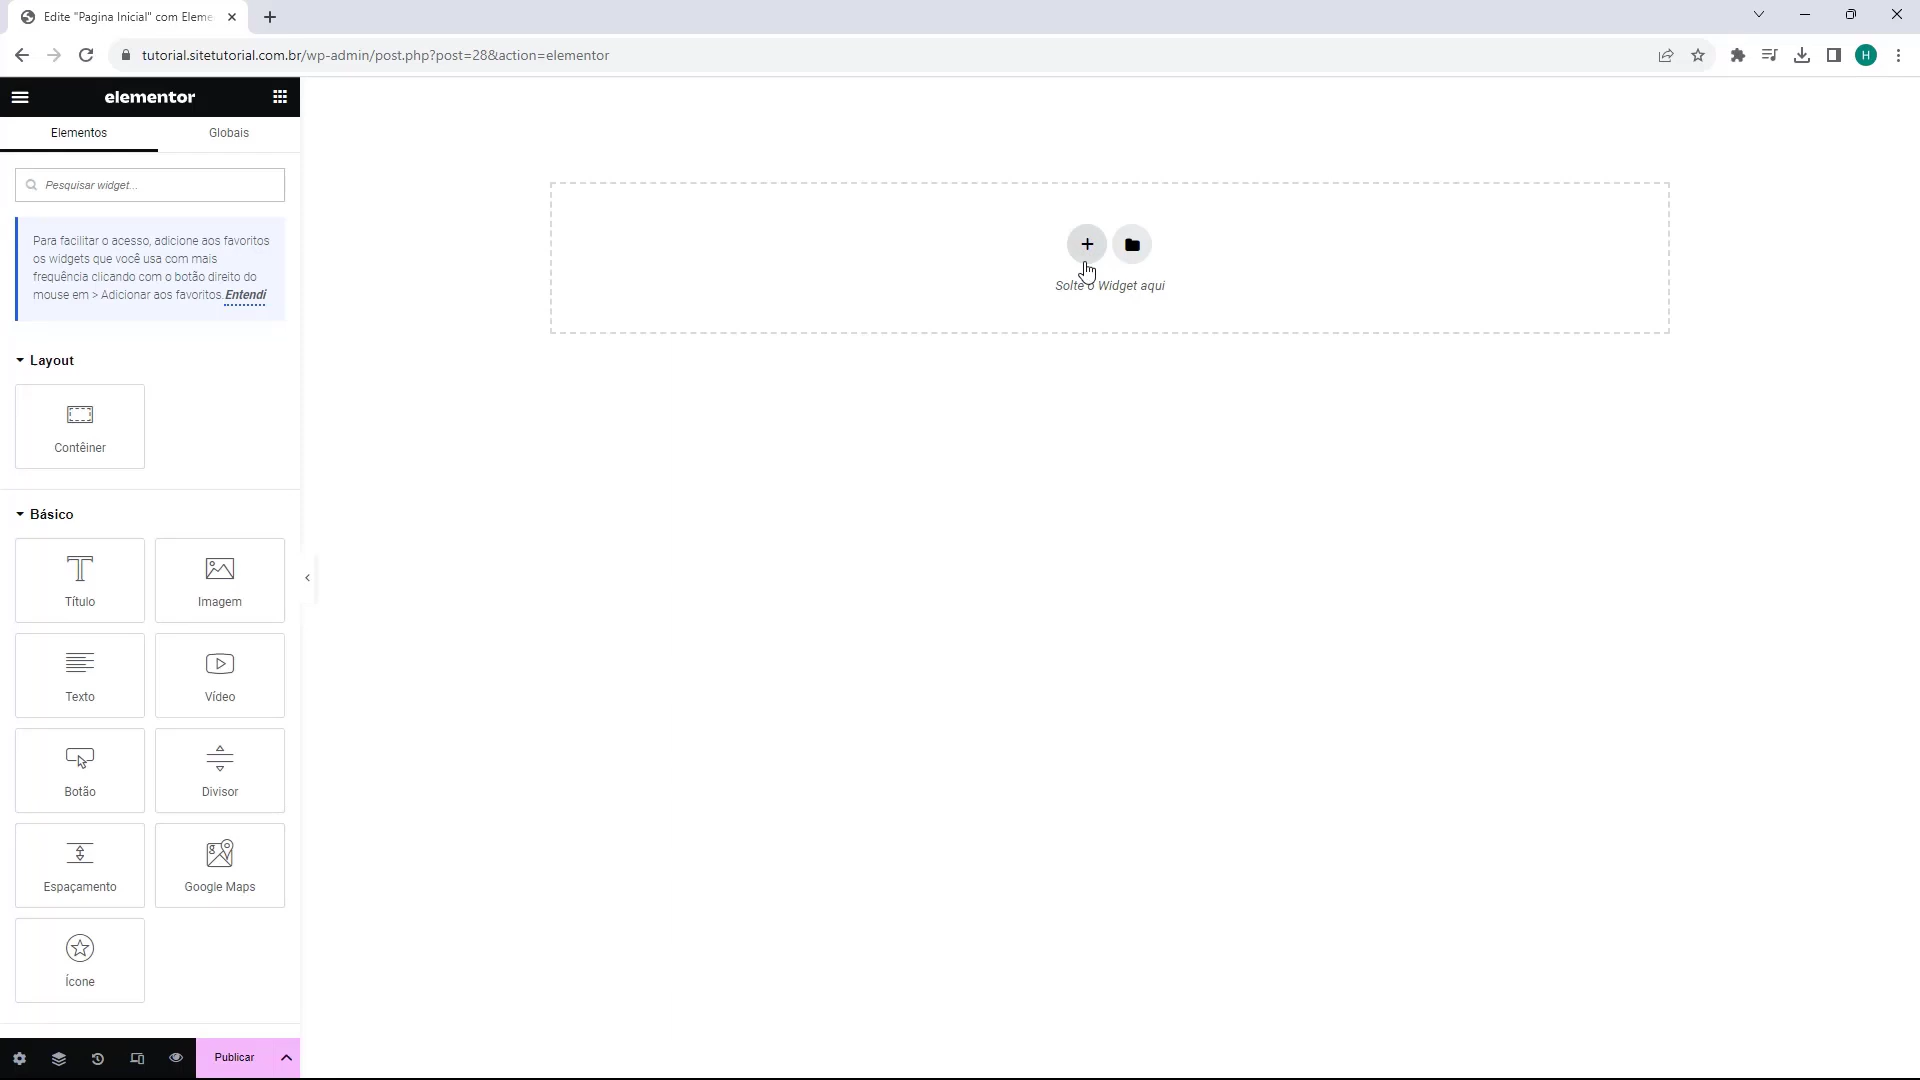 Edite "Pagina Inicial" com Eleme
tutorial.sitetutorial.com.br/wp-admin/post.php?post=28&action=elementor
H
elementor
Elementos
Globais
Pesquisar widget...
Para facilitar o acesso, adicione aos favoritos
os widgets que você usa com mais
frequência clicando com o botão direito do
mouse em > Adicionar aos favoritos. Entendi
Layout
Contêiner
Básico
Título
Imagem
Texto
Vídeo
Botão
Divisor
Espaçamento
Google Maps
Ícone
Publicar
Solte o Widget aqui